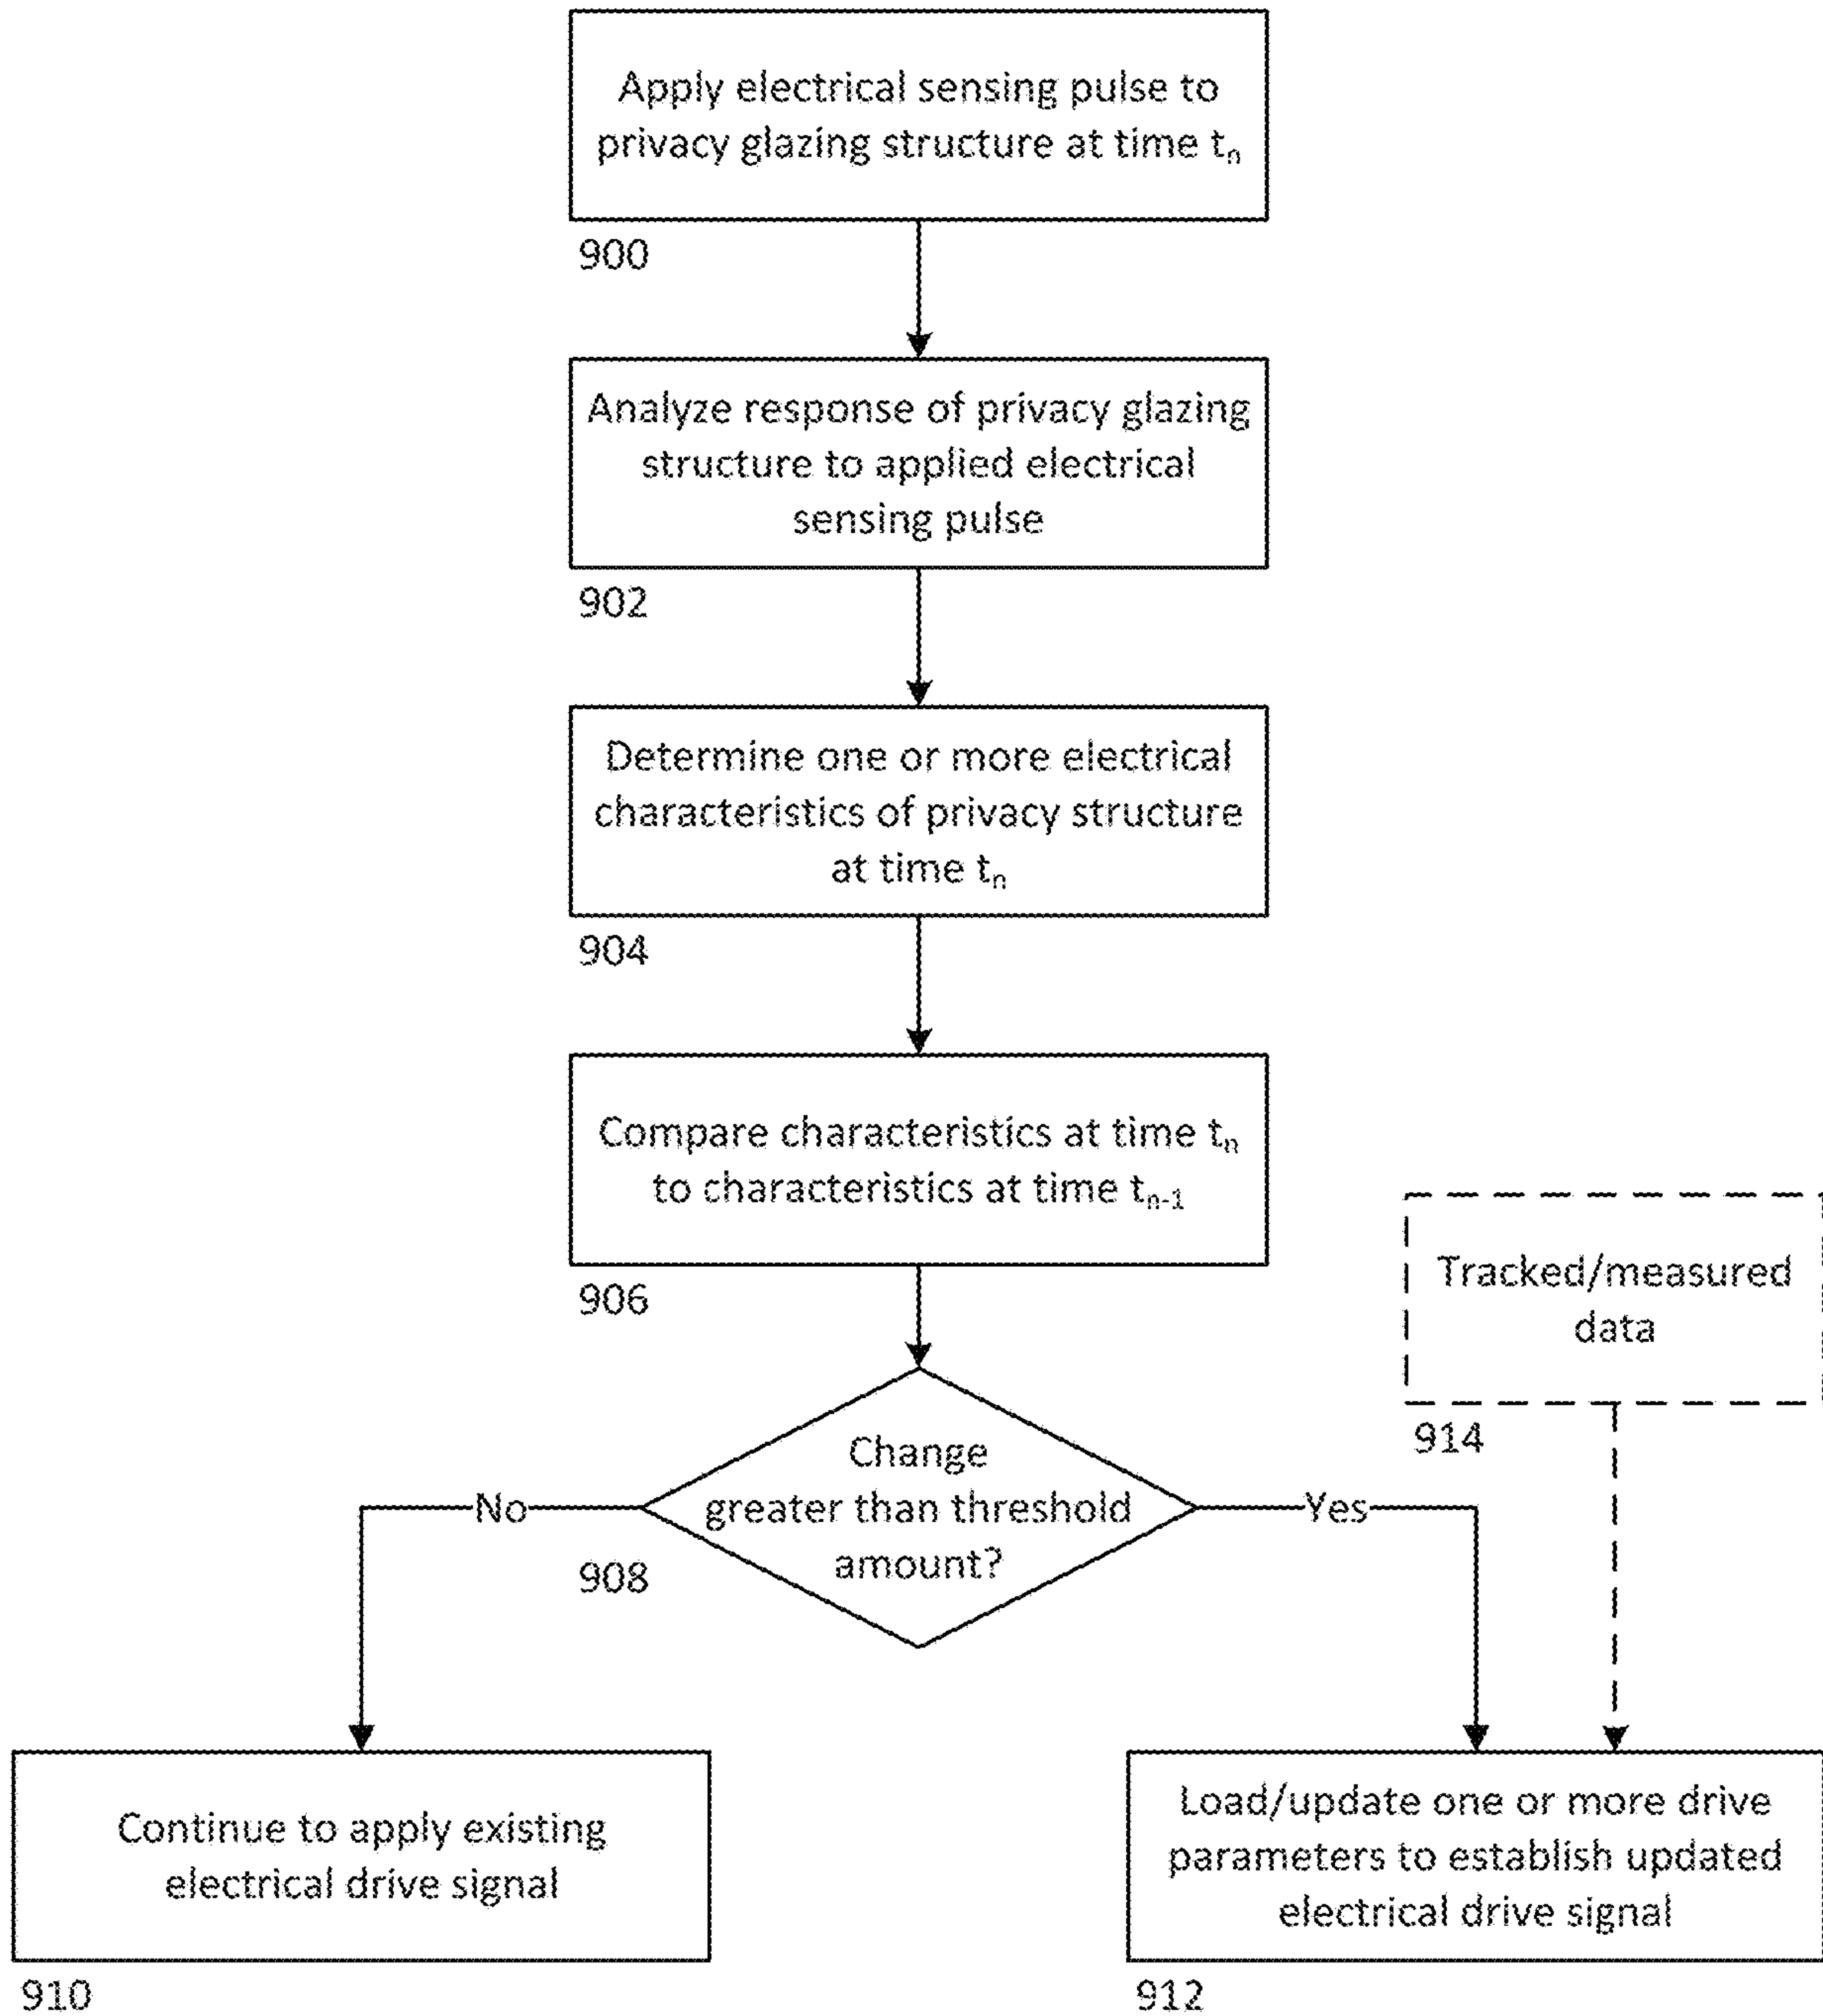 Apply electrical sensing pulse to
privacy glazing structure at time tₙ
900
Analyze response of privacy glazing
structure to applied electrical
sensing pulse
902
Determine one or more electrical
characteristics of privacy structure
at time tₙ
904
Compare characteristics at time tₙ
to characteristics at time tₙ₋₁
906
Tracked/measured
data
914
Change
greater than threshold
amount?
No
Yes
908
Continue to apply existing
electrical drive signal
910
Load/update one or more drive
parameters to establish updated
electrical drive signal
912